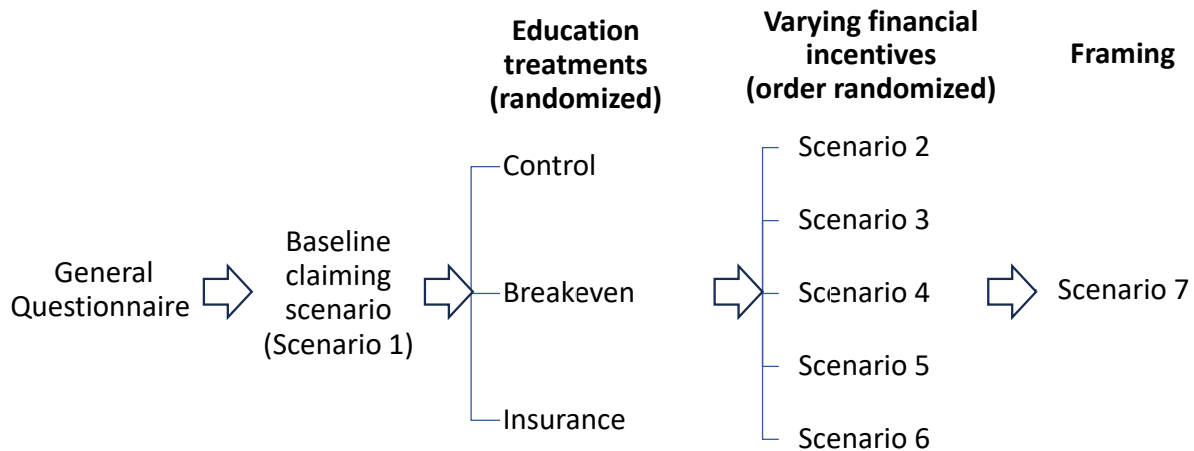 Education
treatments
(randomized)
Varying financial
incentives
(order randomized)
Framing
General
Questionnaire
Baseline
claiming
scenario
(Scenario 1)
Control
Breakeven
Insurance
Scenario 2
Scenario 3
Scenario 4
Scenario 5
Scenario 6
Scenario 7